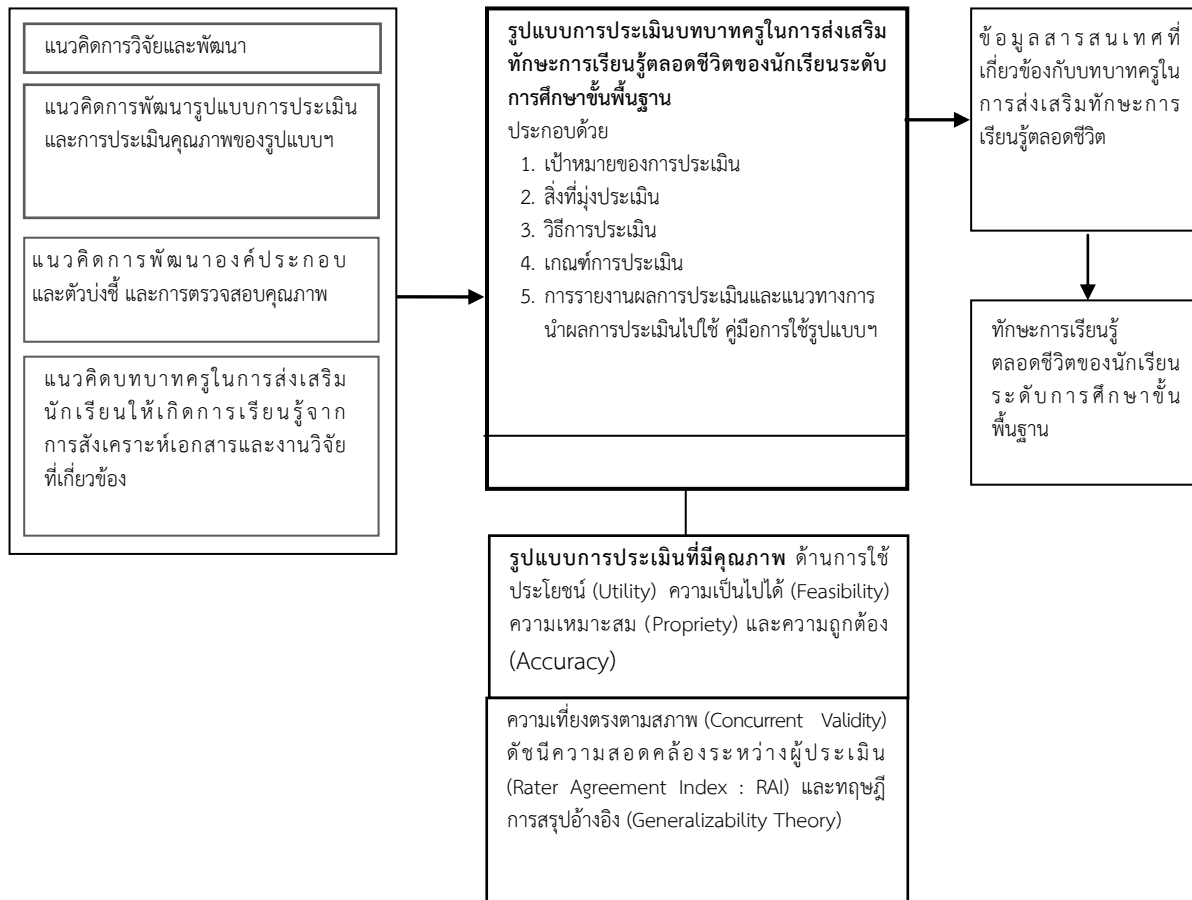 แนวคิดการวิจัยและพัฒนา
แนวคิดการพัฒนารูปแบบการประเมิน
และการประเมินคุณภาพของรูปแบบฯ
แนวคิดการพัฒนาองค์ประกอบ
และตัวบ่งชี้ และการตรวจสอบคุณภาพ
แนวคิดบทบาทครูในการส่งเสริม
นักเรียนให้เกิดการเรียนรู้จาก
การสังเคราะห์เอกสารและงานวิจัย
ที่เกี่ยวข้อง
รูปแบบการประเมินบทบาทครูในการส่งเสริม
ทักษะการเรียนรู้ตลอดชีวิตของนักเรียนระดับ
การศึกษาขั้นพื้นฐาน
ประกอบด้วย
1. เป้าหมายของการประเมิน
2. สิ่งที่มุ่งประเมิน
3. วิธีการประเมิน
4. เกณฑ์การประเมิน
5. การรายงานผลการประเมินและแนวทางการ
นำผลการประเมินไปใช้ คู่มือการใช้รูปแบบฯ
รูปแบบการประเมินที่มีคุณภาพ ด้านการใช้
ประโยชน์ (Utility) ความเป็นไปได้ (Feasibility)
ความเหมาะสม (Propriety) และความถูกต้อง
(Accuracy)
ความเที่ยงตรงตามสภาพ (Concurrent Validity)
ดัชนีความสอดคล้องระหว่างผู้ประเมิน
(Rater Agreement Index : RAI) และทฤษฎี
การสรุปอ้างอิง (Generalizability Theory)
ข้อมูลสารสนเทศที่
เกี่ยวข้องกับบทบาทครูใน
การส่งเสริมทักษะการ
เรียนรู้ตลอดชีวิต
ทักษะการเรียนรู้
ตลอดชีวิตของนักเรียน
ระดับการศึกษาขั้น
พื้นฐาน